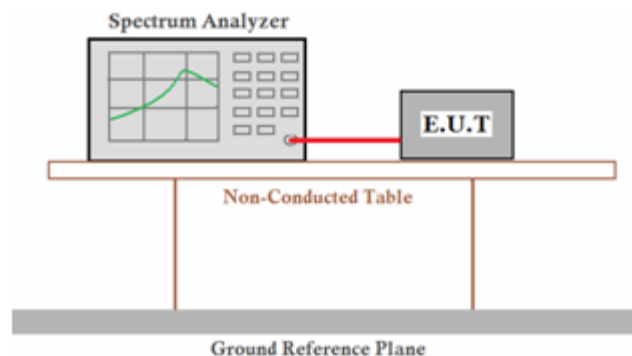 Spectrum Analyzer
E.U.T
Non-Conducted Table
Ground Reference Plane